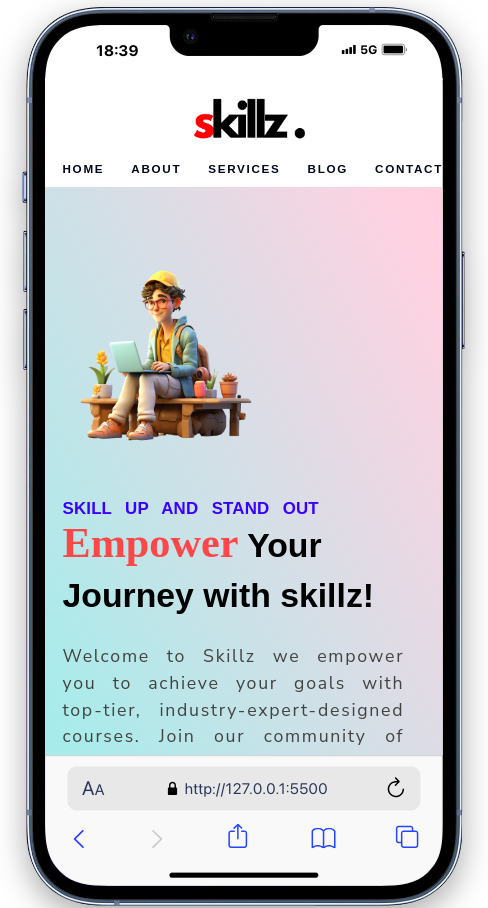 18:39
5G
skillz.
HOME ABOUT SERVICES BLOG CONTACT
SKILL UP AND STAND OUT
Empower Your
Journey with skillz!
Welcome to Skillz we empower
you to achieve your goals with
top-tier, industry-expert-designed
courses. Join our community of
AA
http://127.0.0.1:5500